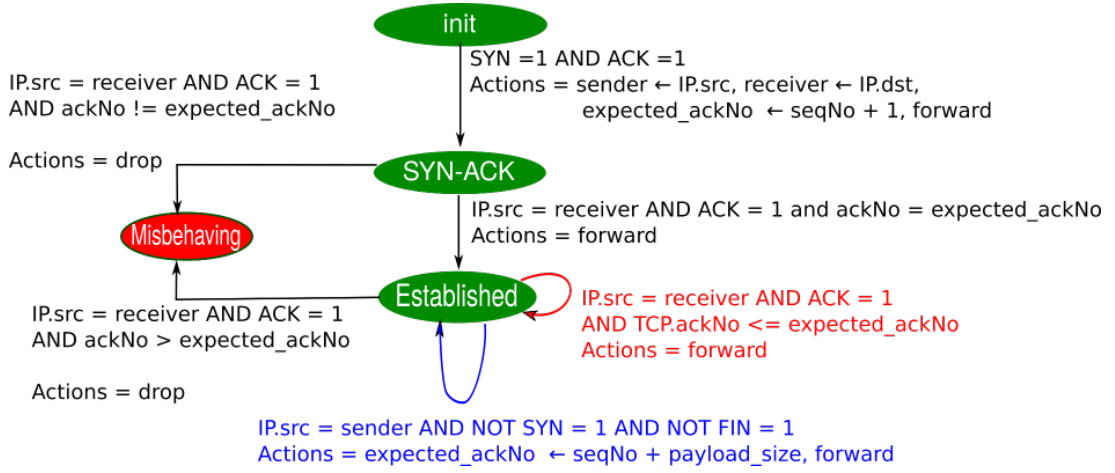 init
SYN =1 AND ACK =1
Actions = sender ← IP.src, receiver ← IP.dst,
expected_ackNo ← seqNo + 1, forward
IP.src = receiver AND ACK = 1
AND ackNo != expected_ackNo
Actions = drop
SYN-ACK
IP.src = receiver AND ACK = 1 and ackNo = expected_ackNo
Actions = forward
Misbehaving
Established
IP.src = receiver AND ACK = 1
AND TCP.ackNo <= expected_ackNo
Actions = forward
IP.src = receiver AND ACK = 1
AND ackNo > expected_ackNo
Actions = drop
IP.src = sender AND NOT SYN = 1 AND NOT FIN = 1
Actions = expected_ackNo ← seqNo + payload_size, forward